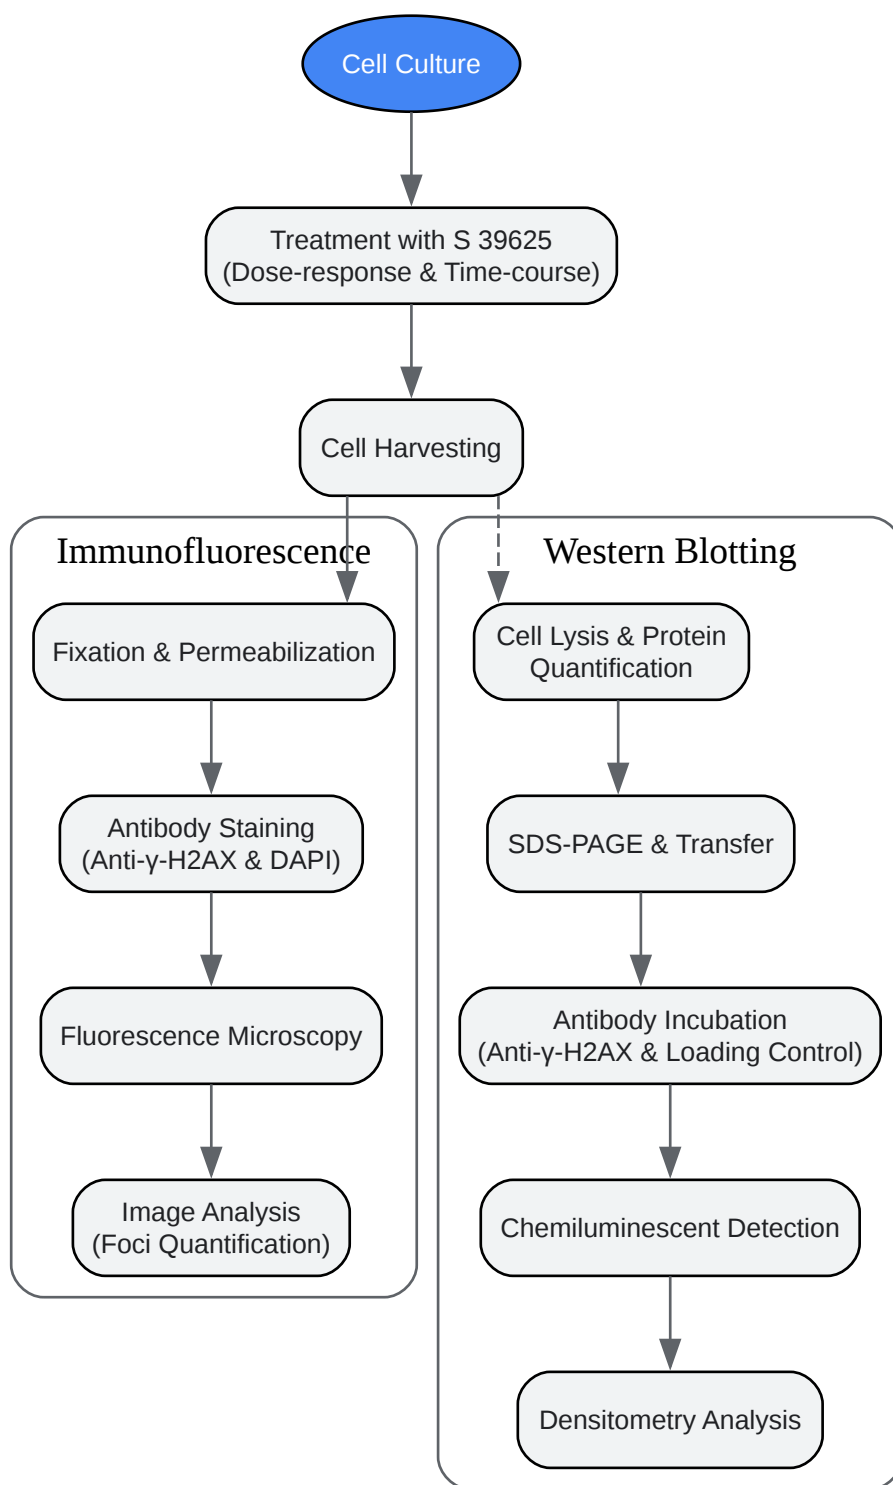 Cell Culture
Treatment with S 39625
(Dose-response & Time-course)
Cell Harvesting
Immunofluorescence
Fixation & Permeabilization
Antibody Staining
(Anti-γ-H2AX & DAPI)
Fluorescence Microscopy
Image Analysis
(Foci Quantification)
Western Blotting
Cell Lysis & Protein
Quantification
SDS-PAGE & Transfer
Antibody Incubation
(Anti-γ-H2AX & Loading Control)
Chemiluminescent Detection
Densitometry Analysis